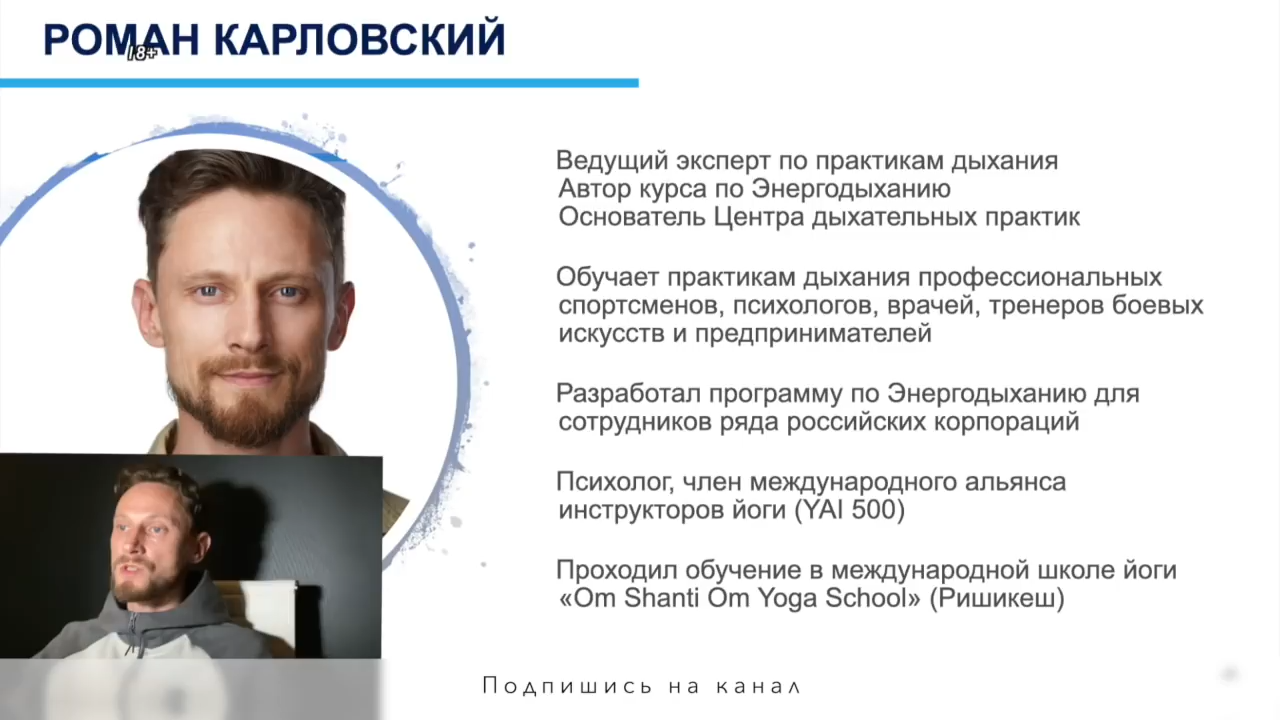 РОМАН КАРЛОВСКИЙ
18+
Ведущий эксперт по практикам дыхания
Автор курса по Энергодыханию
Основатель Центра дыхательных практик
Обучает практикам дыхания профессиональных
спортсменов, психологов, врачей, тренеров боевых
искусств и предпринимателей
Разработал программу по Энергодыханию для
сотрудников ряда российских корпораций
Психолог, член международного альянса
инструкторов йоги (YAI 500)
Проходил обучение в международной школе йоги
«Om Shanti Om Yoga School» (Ришикеш)
Подпишись на канал